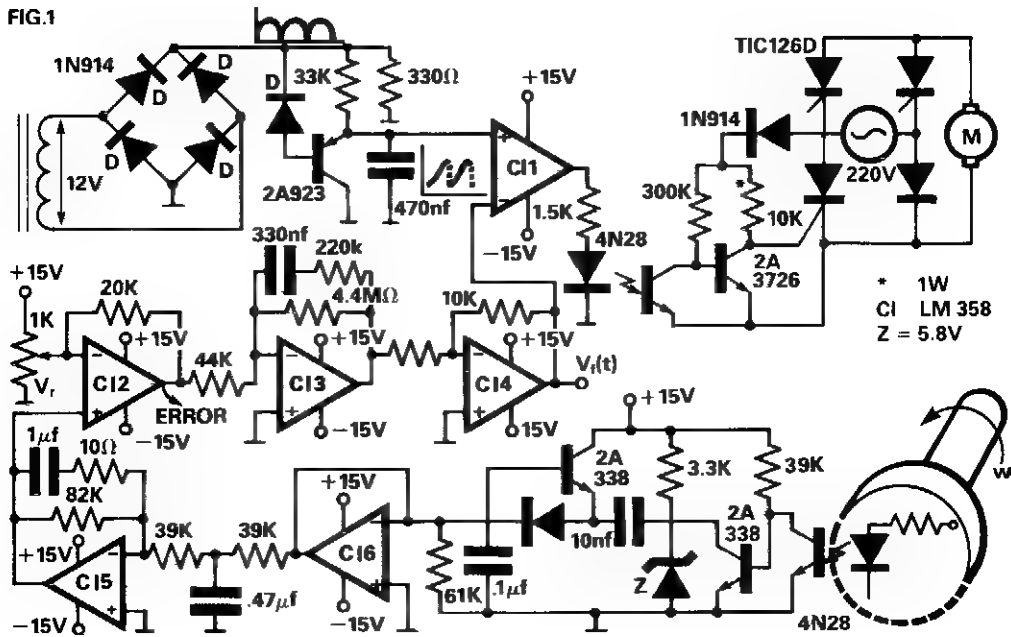 FIG.1
1N914
D
D
D
D
12V
D
33K
330Ω
2A923
470nf
+15V
+
−
CI1
−15V
1.5K
4N28
TIC126D
1N914
220V
M
300K
*
10K
2A
3726
* 1W
CI LM 358
Z = 5.8V
+15V
1K
Vr
20K
−
+
+15V
CI2
−15V
ERROR
44K
330nf
220k
4.4MΩ
−
+
+15V
CI3
−15V
10K
−
+
+15V
CI4
15V
Vf(t)
1μf
10Ω
82K
+15V
CI5
−
+
−15V
39K
39K
.47μf
+15V
CI6
−15V
61K
.1μf
10nf
2A
338
+15V
3.3K
39K
Z
2A
338
4N28
w